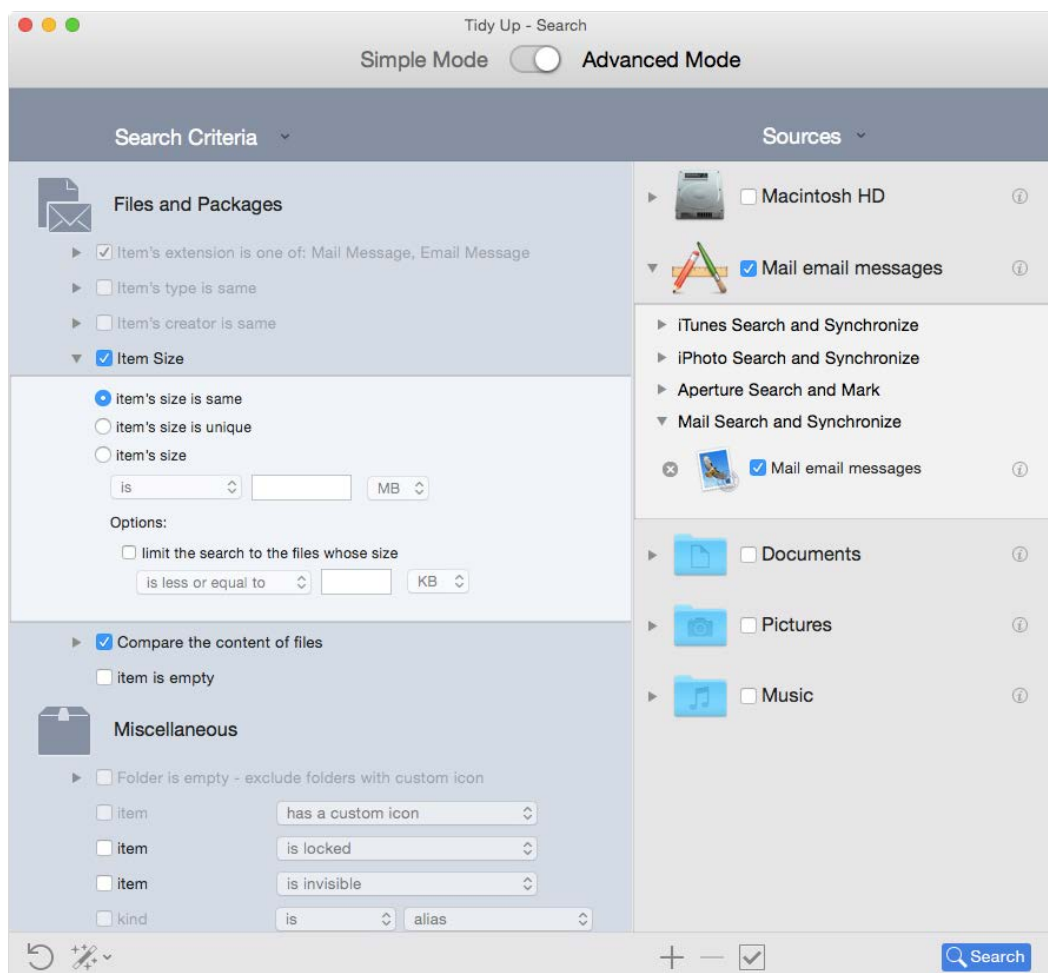 Tidy Up - Search
Simple Mode Advanced Mode
Search Criteria
Files and Packages
Item's extension is one of: Mail Message, Email Message
Item's type is same
Item's creator is same
Item Size
item's size is same
item's size is unique
item's size
is MB
Options:
limit the search to the files whose size
is less or equal to KB
Compare the content of files
item is empty
Miscellaneous
Folder is empty - exclude folders with custom icon
item has a custom icon
item is locked
item is invisible
kind is alias
Sources
Macintosh HD
Mail email messages
iTunes Search and Synchronize
iPhoto Search and Synchronize
Aperture Search and Mark
Mail Search and Synchronize
Mail email messages
Documents
Pictures
Music
Search